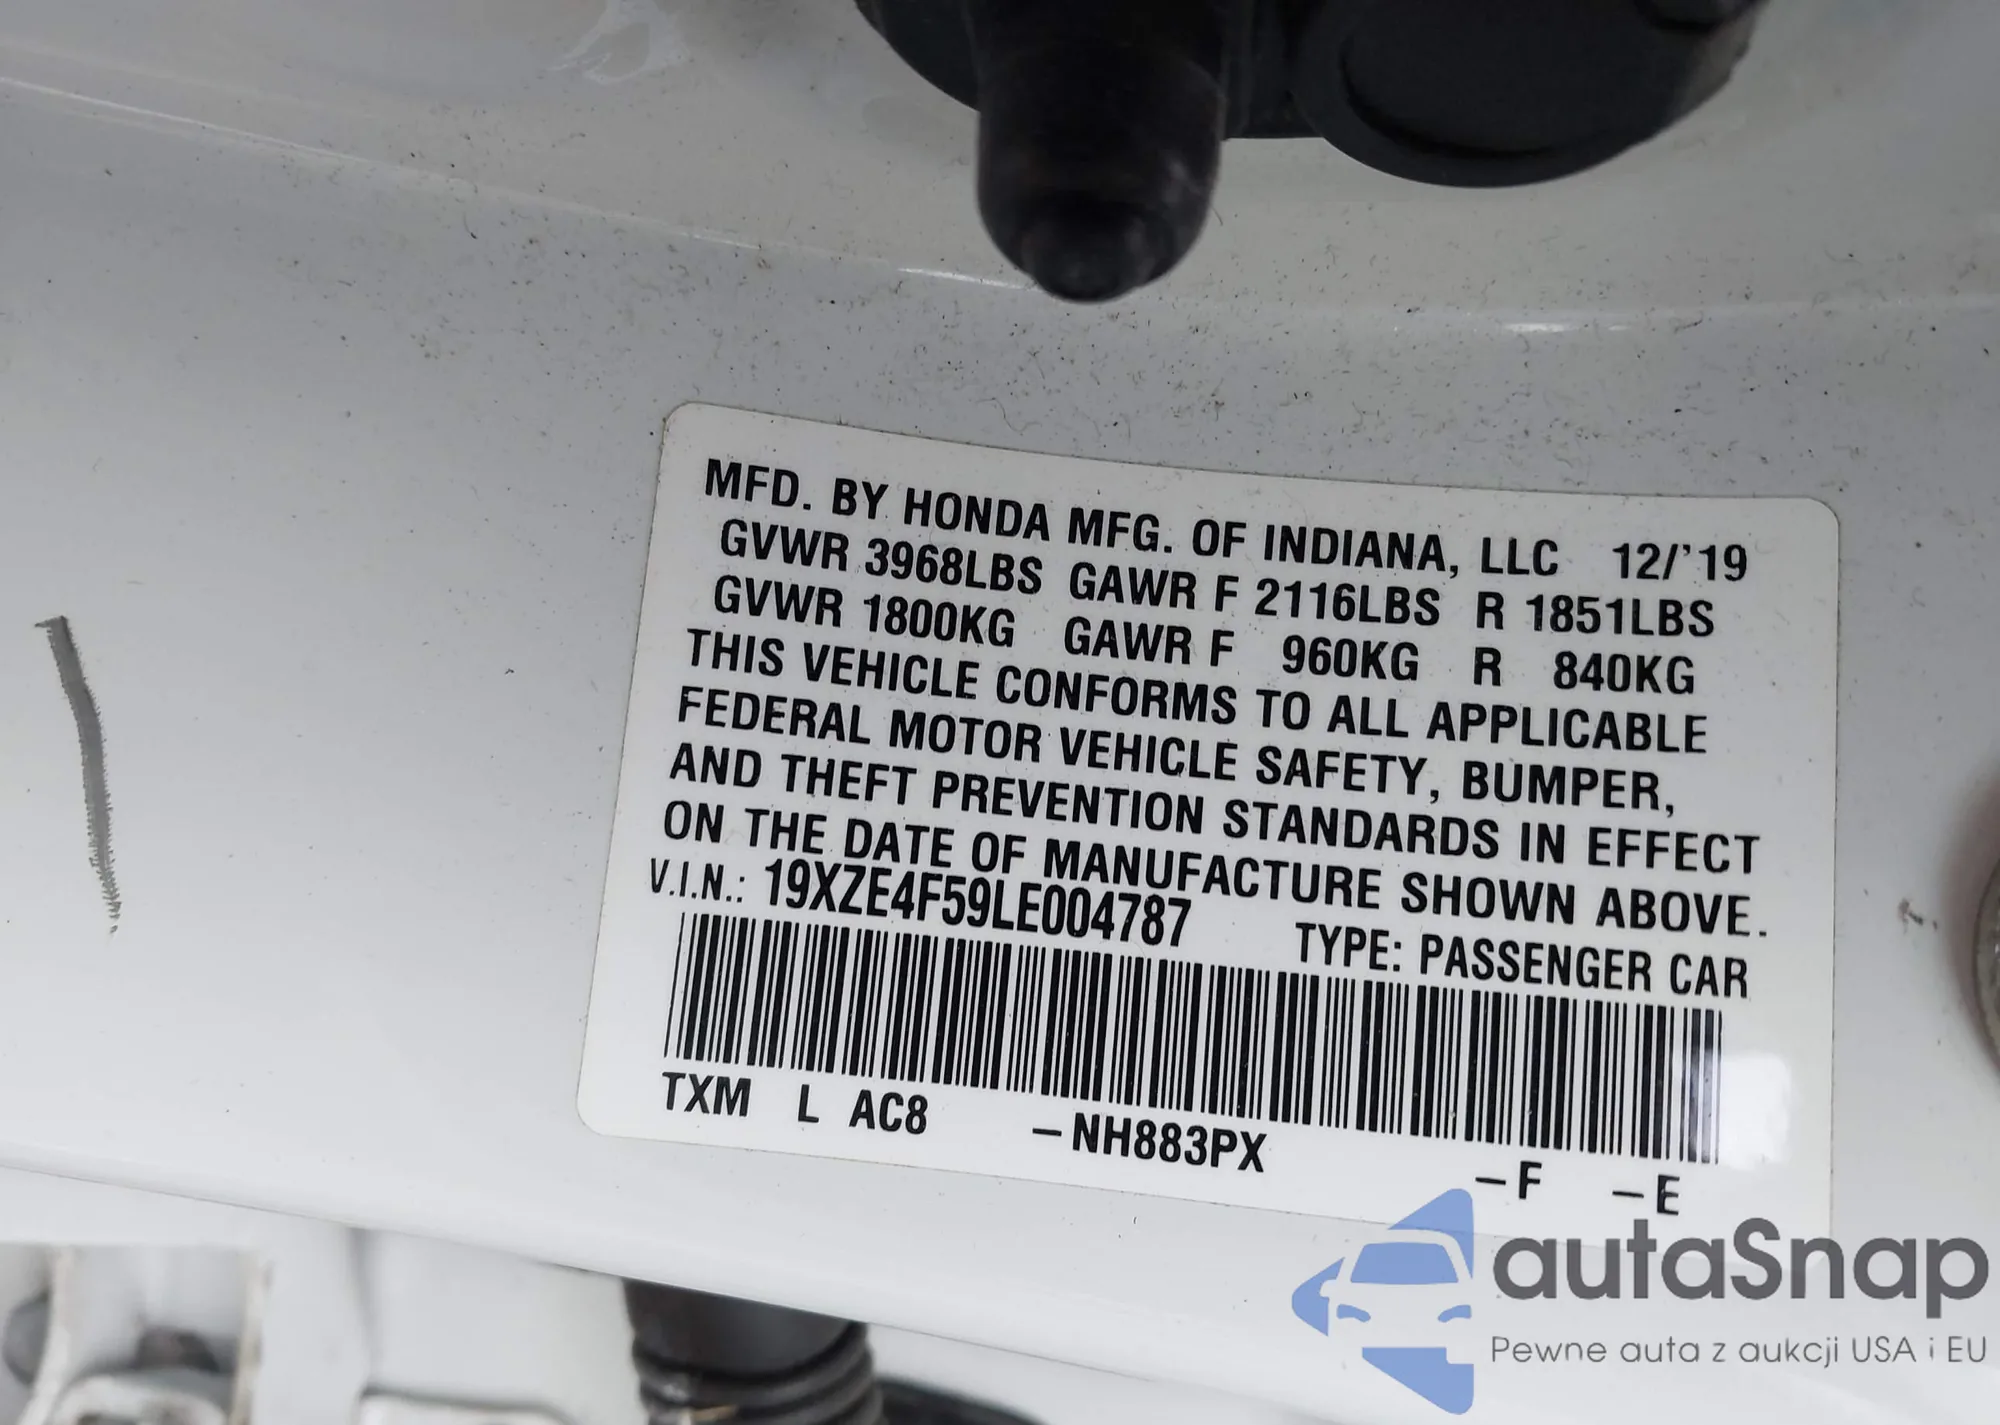 MFD. BY HONDA MFG. OF INDIANA, LLC 12/'19
GVWR 3968LBS GAWR F 2116LBS R 1851LBS
GVWR 1800KG GAWR F 960KG R 840KG
THIS VEHICLE CONFORMS TO ALL APPLICABLE
FEDERAL MOTOR VEHICLE SAFETY, BUMPER,
AND THEFT PREVENTION STANDARDS IN EFFECT
ON THE DATE OF MANUFACTURE SHOWN ABOVE.
V.I.N.: 19XZE4F59LE004787 TYPE: PASSENGER CAR
TXM L AC8 –NH883PX –F –E
autaSnap
Pewne auta z aukcji USA i EU